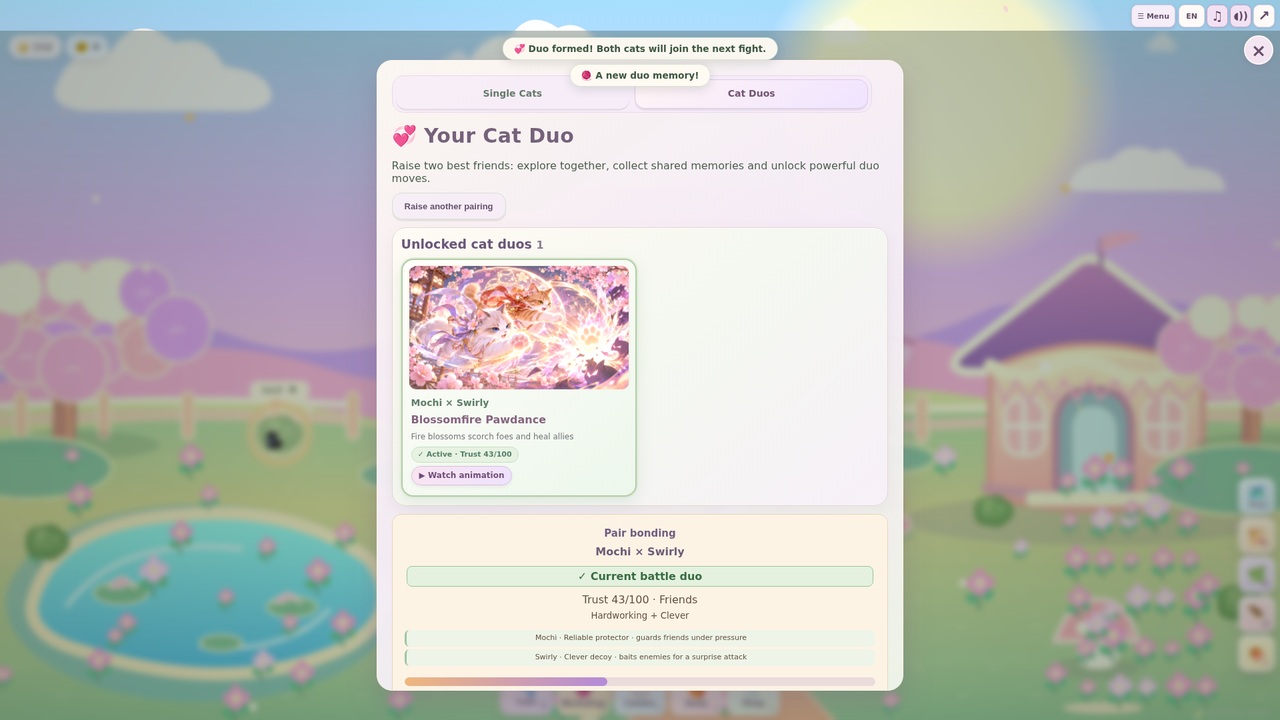 ☰ Menu
EN
💞 Duo formed! Both cats will join the next fight.
🧶 A new duo memory!
Single Cats
Cat Duos
💞 Your Cat Duo
Raise two best friends: explore together, collect shared memories and unlock powerful duo
moves.
Raise another pairing
Unlocked cat duos 1
Mochi × Swirly
Blossomfire Pawdance
Fire blossoms scorch foes and heal allies
✓ Active · Trust 43/100
▶ Watch animation
Pair bonding
Mochi × Swirly
✓ Current battle duo
Trust 43/100 · Friends
Hardworking + Clever
Mochi · Reliable protector · guards friends under pressure
Swirly · Clever decoy · baits enemies for a surprise attack